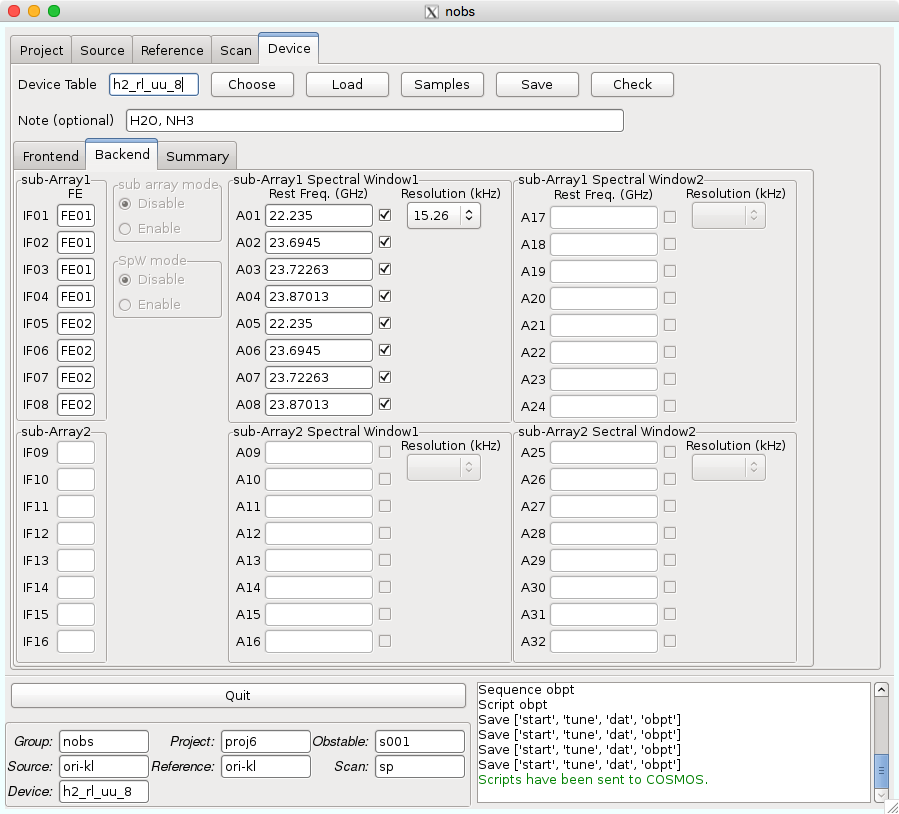 nobs
Project Source Reference Scan Device
Device Table h2_rl_uu_8 Choose Load Samples Save Check
Note (optional) H2O, NH3
Frontend Backend Summary
sub-Array1 sub array mode sub-Array1 Spectral Window1 sub-Array1 Spectral Window2
FE Rest Freq. (GHz) Resolution (kHz) Rest Freq. (GHz) Resolution (kHz)
IF01 FE01 Disable A01 22.235 15.26 A17
IF02 FE01 Enable A02 23.6945 A18
SpW mode
IF03 FE01 Disable A03 23.72263 A19
IF04 FE01 Enable A04 23.87013 A20
IF05 FE02 A05 22.235 A21
IF06 FE02 A06 23.6945 A22
IF07 FE02 A07 23.72263 A23
IF08 FE02 A08 23.87013 A24
sub-Array2 sub-Array2 Spectral Window1 sub-Array2 Sectral Window2
Resolution (kHz) Resolution (kHz)
IF09 A09 A25
IF10 A10 A26
IF11 A11 A27
IF12 A12 A28
IF13 A13 A29
IF14 A14 A30
IF15 A15 A31
IF16 A16 A32
Quit
Group: nobs Project: proj6 Obstable: s001
Source: ori-kl Reference: ori-kl Scan: sp
Device: h2_rl_uu_8
Sequence obpt
Script obpt
Save ['start', 'tune', 'dat', 'obpt']
Save ['start', 'tune', 'dat', 'obpt']
Save ['start', 'tune', 'dat', 'obpt']
Save ['start', 'tune', 'dat', 'obpt']
Scripts have been sent to COSMOS.